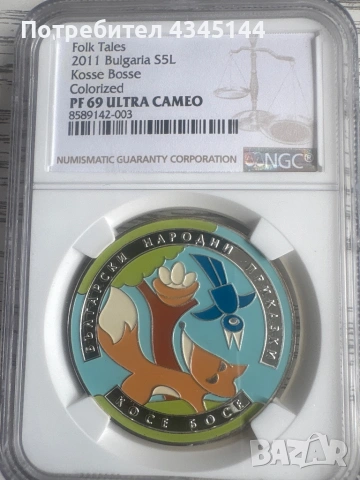 Потребител 4345144
Folk Tales
2011 Bulgaria S5L
Kosse Bosse
Colorized
PF 69 ULTRA CAMEO
8589142-003
NUMISMATIC GUARANTY CORPORATION
NGC
БЪЛГАРСКИ НАРОДНИ ПРИКАЗКИ
КОСЕ БОСЕ
BAZAR